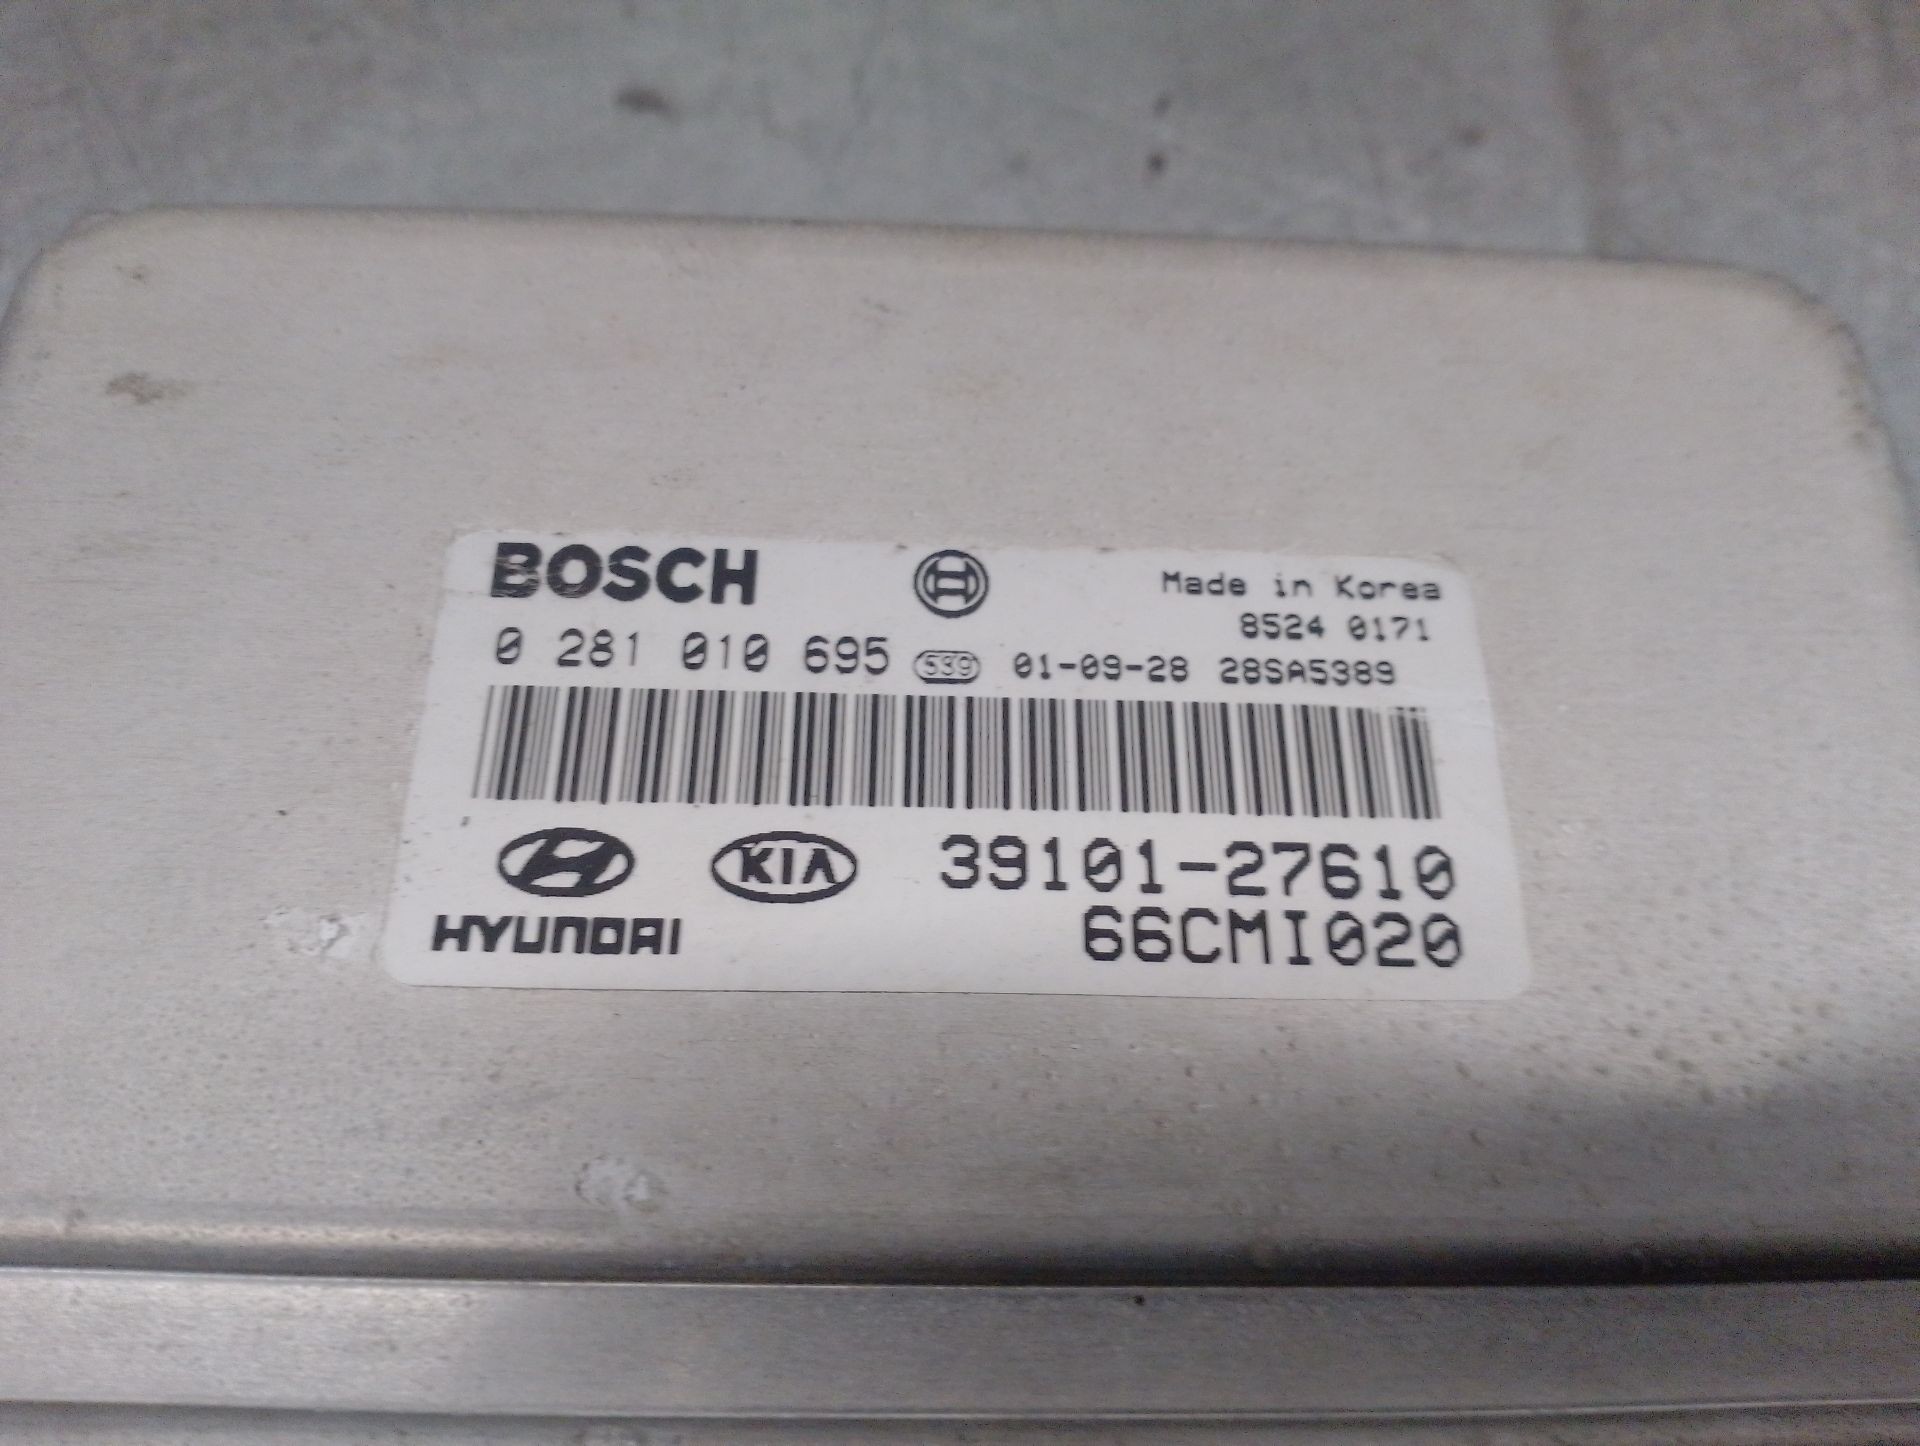 BOSCH Made in Korea
8524 0171
0 281 010 695 539 01-09-28 28SA5389
KIA 39101-27610
HYUNDAI 66CMI020